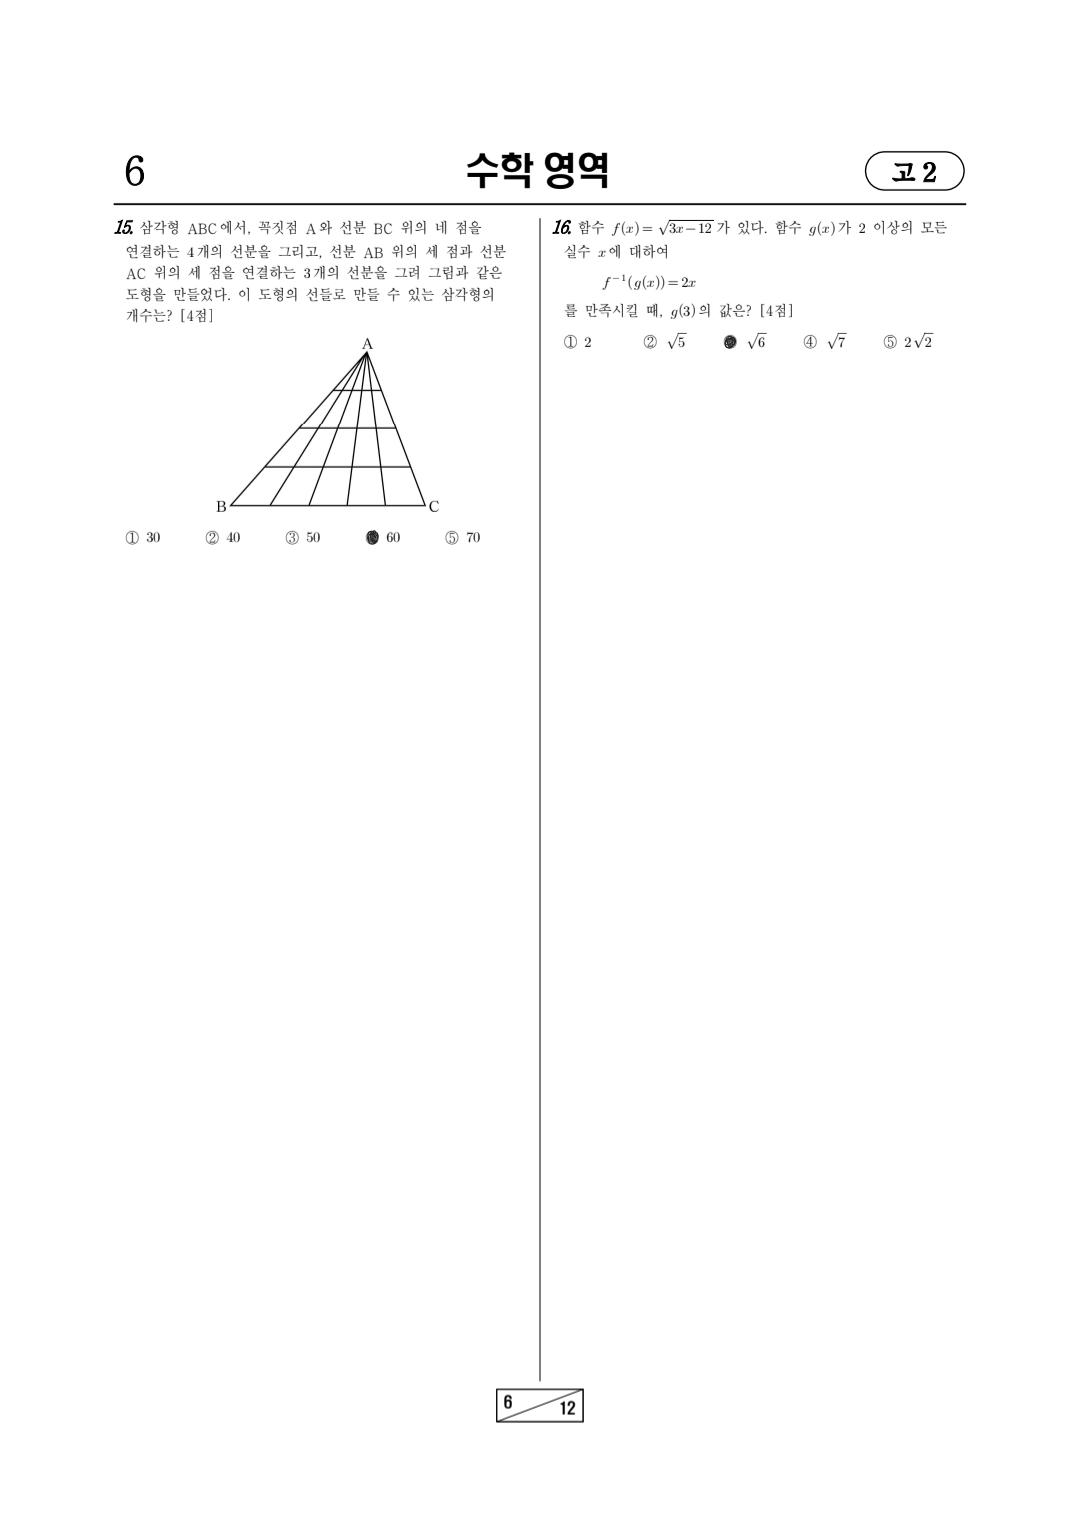 6
수학 영역
고 2
15. 삼각형 ABC에서, 꼭짓점 A와 선분 BC 위의 네 점을
연결하는 4개의 선분을 그리고, 선분 AB 위의 세 점과 선분
AC 위의 세 점을 연결하는 3개의 선분을 그려 그림과 같은
도형을 만들었다. 이 도형의 선들로 만들 수 있는 삼각형의
개수는? [4점]
A
B
C
① 30 ② 40 ③ 50 ● 60 ⑤ 70
16. 함수 f(x)=√(3x-12) 가 있다. 함수 g(x)가 2 이상의 모든
실수 x에 대하여
f⁻¹(g(x))=2x
를 만족시킬 때, g(3)의 값은? [4점]
① 2 ② √5 ● √6 ④ √7 ⑤ 2√2
6
12